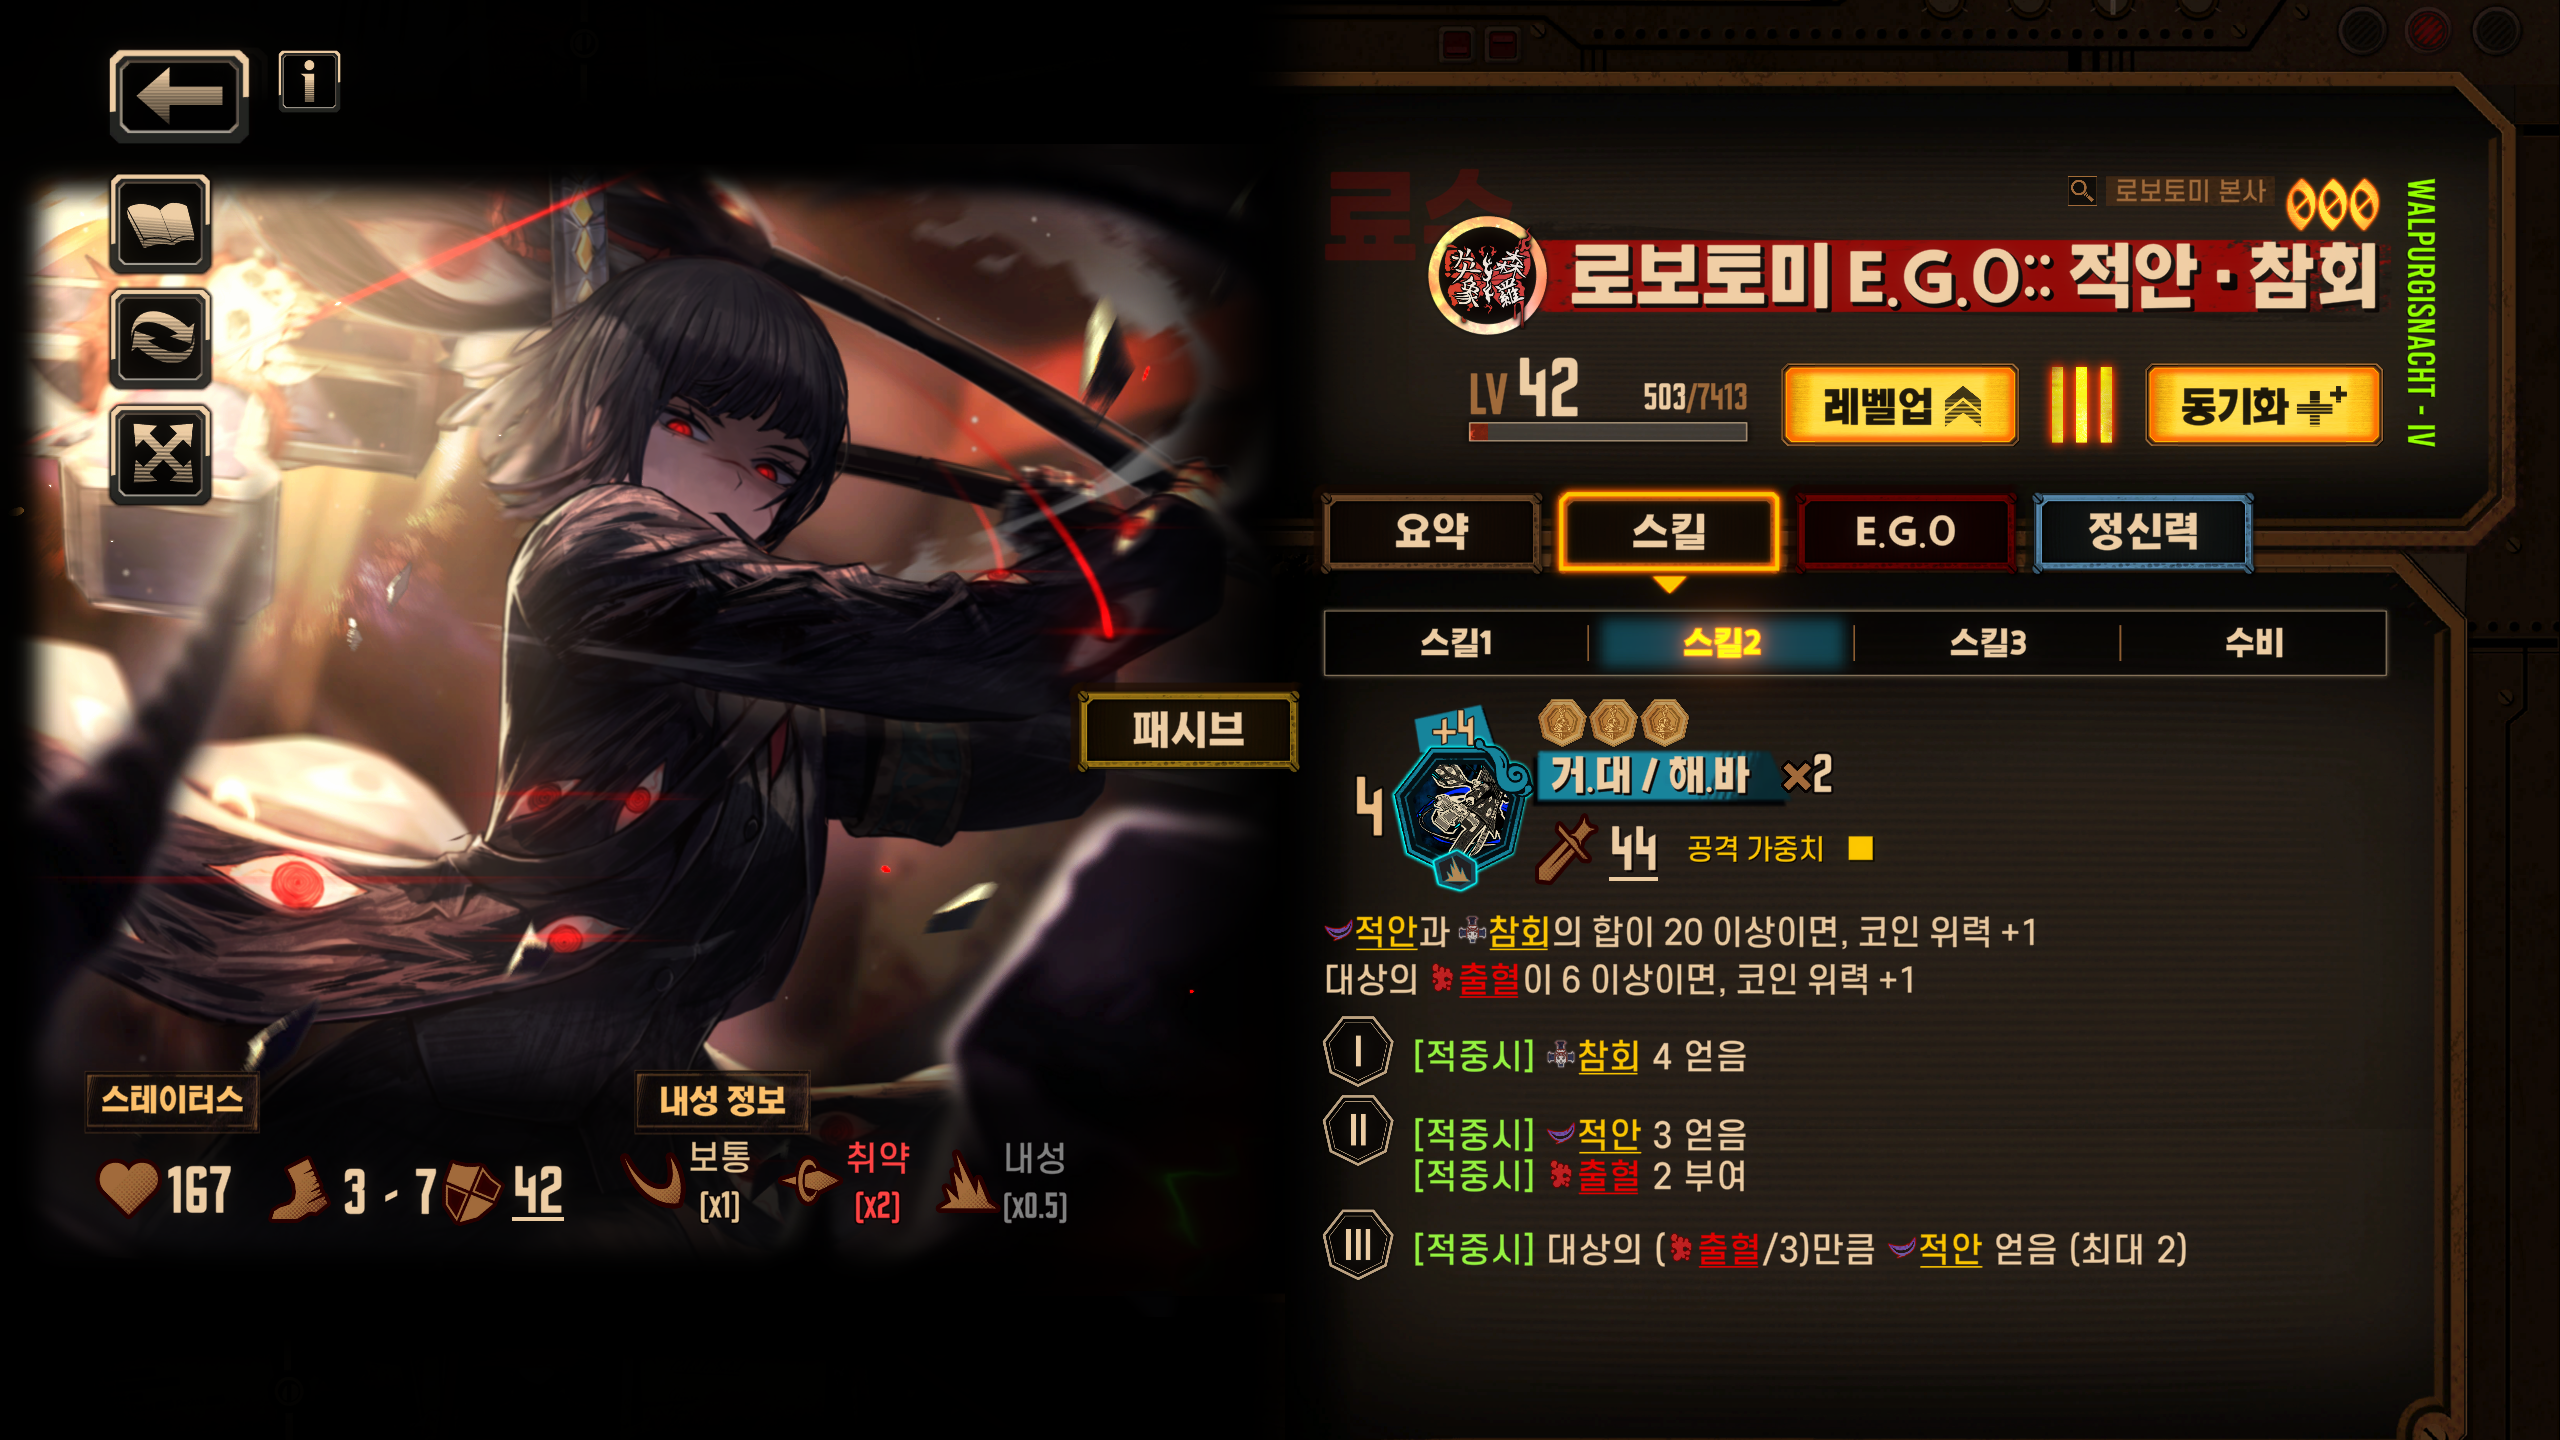 로보토미 본사
로보토미 E.G.O:: 적안 · 참회
WALPURGISNACHT - IV
LV 42
503/7413
레벨업
III
동기화
요약
스킬
E.G.O
정신력
스킬1
스킬2
스킬3
수비
패시브
+4
4
거.대 / 해.바 ×2
44
공격 가중치
적안과 참회의 합이 20 이상이면, 코인 위력 +1
대상의 출혈이 6 이상이면, 코인 위력 +1
I
[적중시] 참회 4 얻음
II
[적중시] 적안 3 얻음
[적중시] 출혈 2 부여
III
[적중시] 대상의 (출혈/3)만큼 적안 얻음 (최대 2)
스테이터스
167
3 - 7
42
내성 정보
보통
(x1)
취약
(x2)
내성
(x0.5)